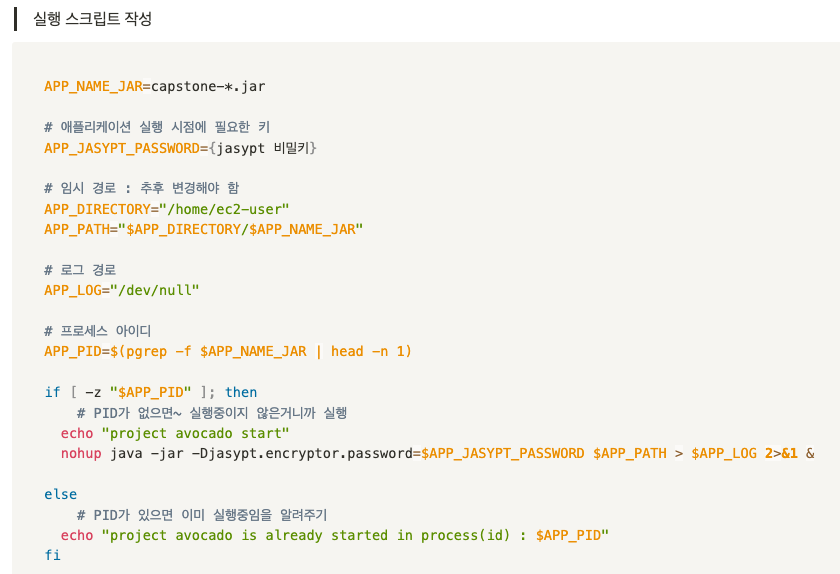 실행 스크립트 작성
APP_NAME_JAR=capstone-*.jar
# 애플리케이션 실행 시점에 필요한 키
APP_JASYPT_PASSWORD={jasypt 비밀키}
# 임시 경로 : 추후 변경해야 함
APP_DIRECTORY="/home/ec2-user"
APP_PATH="$APP_DIRECTORY/$APP_NAME_JAR"
# 로그 경로
APP_LOG="/dev/null"
# 프로세스 아이디
APP_PID=$(pgrep -f $APP_NAME_JAR | head -n 1)
if [ -z "$APP_PID" ]; then
# PID가 없으면~ 실행중이지 않은거니까 실행
echo "project avocado start"
nohup java -jar -Djasypt.encryptor.password=$APP_JASYPT_PASSWORD $APP_PATH > $APP_LOG 2>&1 &
else
# PID가 있으면 이미 실행중임을 알려주기
echo "project avocado is already started in process(id) : $APP_PID"
fi